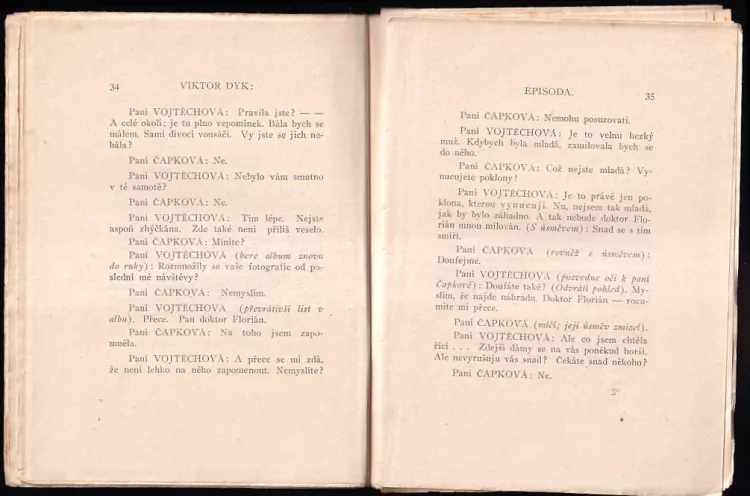 34
VIKTOR DYK:
Paní VOJTĚCHOVÁ: Pravila jste? — —
A celé okolí; je tu plno vzpomínek. Bála bych se
málem. Sami divocí vousáči. Vy jste se jich ne-
bála?
Paní ČAPKOVÁ: Ne.
Paní VOJTĚCHOVÁ: Nebylo vám smutno
v té samotě?
Paní ČAPKOVÁ: Ne.
Paní VOJTĚCHOVÁ: Tím lépe. Nejste
aspoň zhýčkána. Zde také není příliš veselo.
Paní ČAPKOVÁ: Míníte?
Paní VOJTĚCHOVÁ (bere album znovu
do ruky): Rozmnožily se vaše fotografie od po-
slední mé návštěvy?
Paní ČAPKOVÁ: Nemyslím.
Paní VOJTĚCHOVÁ (převrátivši list v
albu). Přece. Pan doktor Florián.
Paní ČAPKOVÁ: Na toho jsem zapo-
mněla.
Paní VOJTĚCHOVÁ: A přece se mi zdá,
že není lehko na něho zapomenout. Nemyslíte?
EPISODA.
35
Paní ČAPKOVÁ: Nemohu posuzovati.
Paní VOJTĚCHOVÁ: Je to velmi hezký
muž. Kdybych byla mladá, zamilovala bych se
do něho.
Paní ČAPKOVÁ: Což nejste mladá? Vy-
nucujete poklony!
Paní VOJTĚCHOVÁ: Je to právě jen po-
klona, kterou vynucuji. Nu, nejsem tak mladá,
jak by bylo záhodno. A tak nebude doktor Flo-
rián mnou milován. (S úsměvem): Snad se s tím
smíří.
Paní ČAPKOVÁ (rovněž s úsměvem):
Doufejme.
Paní VOJTĚCHOVÁ (pozvedne oči k paní
Čapkové): Doufáte také? (Odvrátí pohled). My-
slím, že najde náhradu. Doktor Florián — rozu-
míte mi přece.
Paní ČAPKOVÁ (mlčí; její úsměv zmizel).
Paní VOJTĚCHOVÁ: Ale co jsem chtěla
říci . . . Zdejší dámy se na vás poněkud horší.
Ale nevyrušuju vás snad? Čekáte snad někoho?
Paní ČAPKOVÁ: Ne.
3*